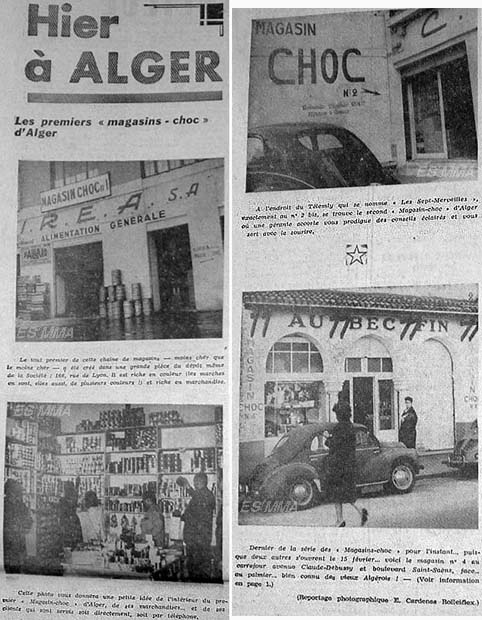 Hier
à ALGER
Les premiers « magasins - choc »
d'Alger
MAGASIN CHOC N°1
R.E.A. S.A
ALIMENTATION GÉNÉRALE
ES MMA
Le tout premier de cette chaîne de magasins — moins cher que
le moins cher — a été créé dans une grande pièce du dépôt même
de la Société : 168, rue de Lyon. Il est riche en couleur (les marches
en sont, elles aussi, de plusieurs couleurs !) et riche en marchandise.
ES MMA
Cette photo vous donnera une petite idée de l'intérieur du pre-
mier « Magasin-choc » d'Alger, de ses marchandises... et de ses
clients qui sont servis soit directement, soit par téléphone.
MAGASIN
CHOC
N°2
C.
ES MMA
A l'endroit du Télemly qui se nomme « Les Sept-Merveilles »,
exactement au n° 2 bis, se trouve le second « Magasin-choc » d'Alger
où une gérante accorte vous prodigue des conseils éclairés et vous
sert avec le sourire.
AU BEC FIN
MAGASIN
CHOC
N°4
CHOC
N°4
ES MMA
Dernier de la série des « Magasins-choc » pour l'instant... puis-
que deux autres s'ouvrent le 15 février... voici le magasin n° 4 au
carrefour avenue Claude-Debussy et boulevard Saint-Saëns, face...
au palmier... bien connu des vieux Algérois ! — (Voir information
en page 1.)
(Reportage photographique E. Cardenas Rolleiflex.)